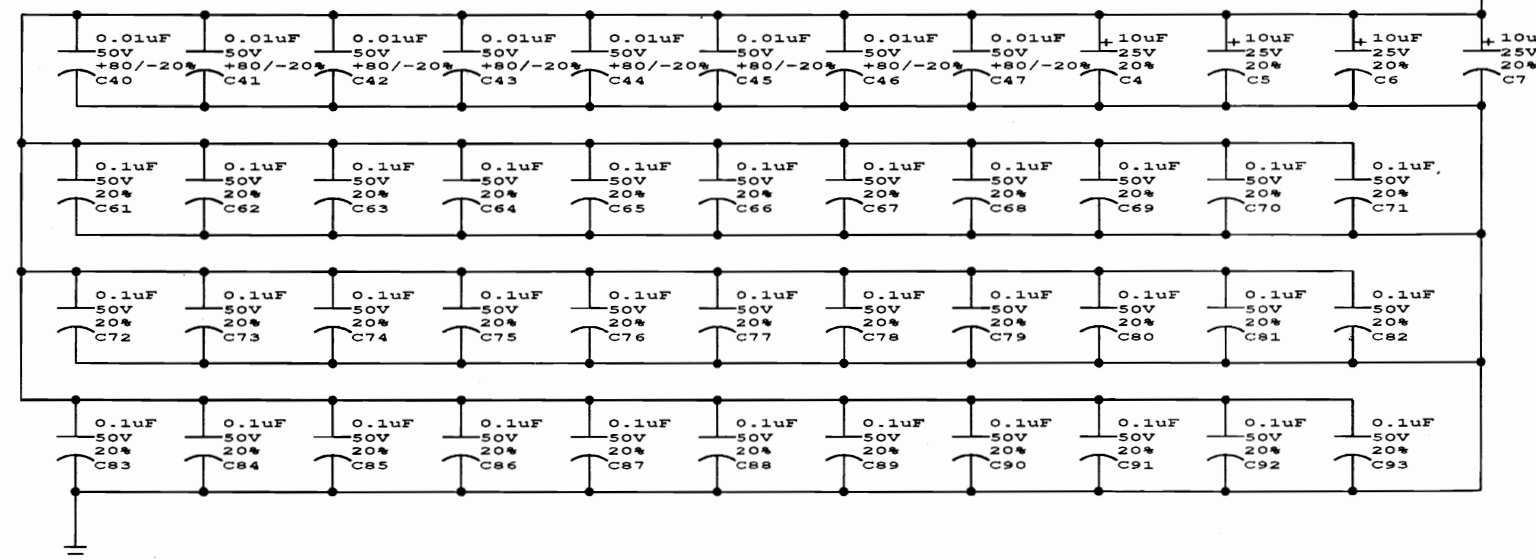 0.01uF 0.01uF 0.01uF 0.01uF 0.01uF 0.01uF 0.01uF 0.01uF + 10uF + 10uF + 10uF + 10u
50V 50V 50V 50V 50V 50V 50V 50V 25V 25V 25V 25V
+80/-20% +80/-20% +80/-20% +80/-20% +80/-20% +80/-20% +80/-20% +80/-20% 20% 20% 20% 20%
C40 C41 C42 C43 C44 C45 C46 C47 C4 C5 C6 C7
0.1uF 0.1uF 0.1uF 0.1uF 0.1uF 0.1uF 0.1uF 0.1uF 0.1uF 0.1uF 0.1uF
50V 50V 50V 50V 50V 50V 50V 50V 50V 50V 50V
20% 20% 20% 20% 20% 20% 20% 20% 20% 20% 20%
C61 C62 C63 C64 C65 C66 C67 C68 C69 C70 C71
0.1uF 0.1uF 0.1uF 0.1uF 0.1uF 0.1uF 0.1uF 0.1uF 0.1uF 0.1uF 0.1uF
50V 50V 50V 50V 50V 50V 50V 50V 50V 50V 50V
20% 20% 20% 20% 20% 20% 20% 20% 20% 20% 20%
C72 C73 C74 C75 C76 C77 C78 C79 C80 C81 C82
0.1uF 0.1uF 0.1uF 0.1uF 0.1uF 0.1uF 0.1uF 0.1uF 0.1uF 0.1uF 0.1uF
50V 50V 50V 50V 50V 50V 50V 50V 50V 50V 50V
20% 20% 20% 20% 20% 20% 20% 20% 20% 20% 20%
C83 C84 C85 C86 C87 C88 C89 C90 C91 C92 C93